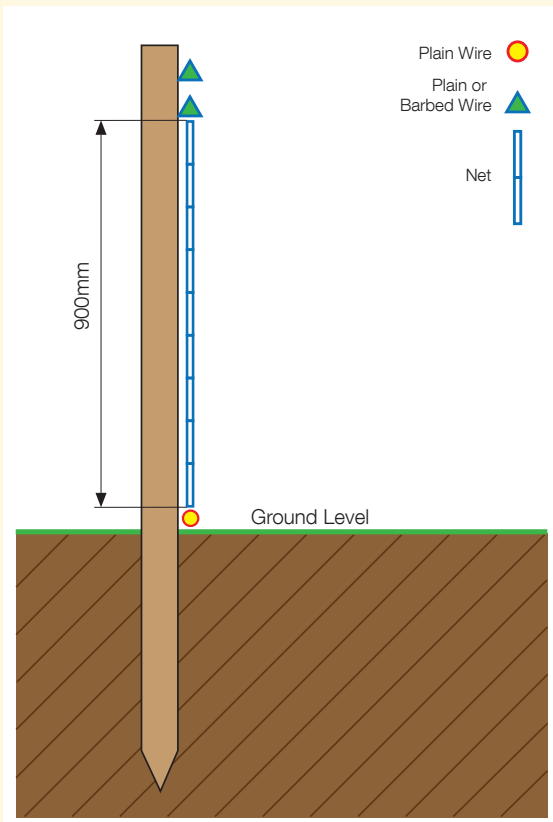 Plain Wire
Plain or
Barbed Wire
Net
900mm
Ground Level